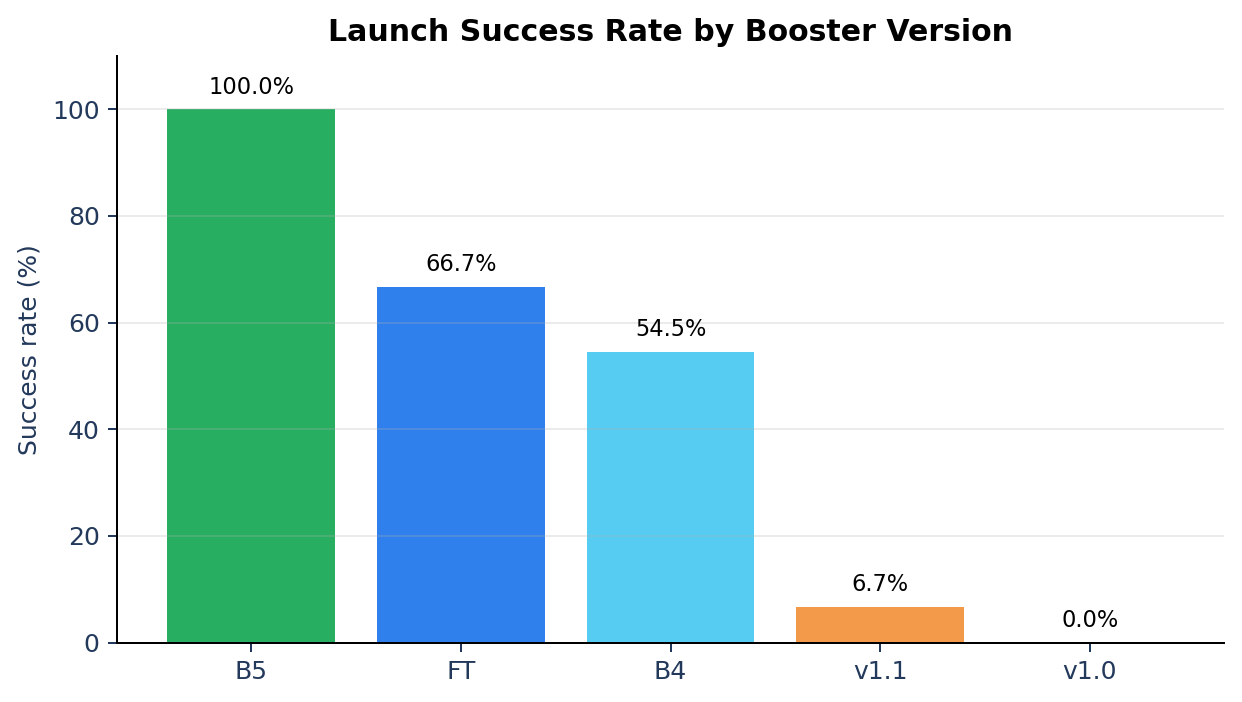 Launch Success Rate by Booster Version
Success rate (%)
100
80
60
40
20
0
100.0%
66.7%
54.5%
6.7%
0.0%
B5
FT
B4
v1.1
v1.0